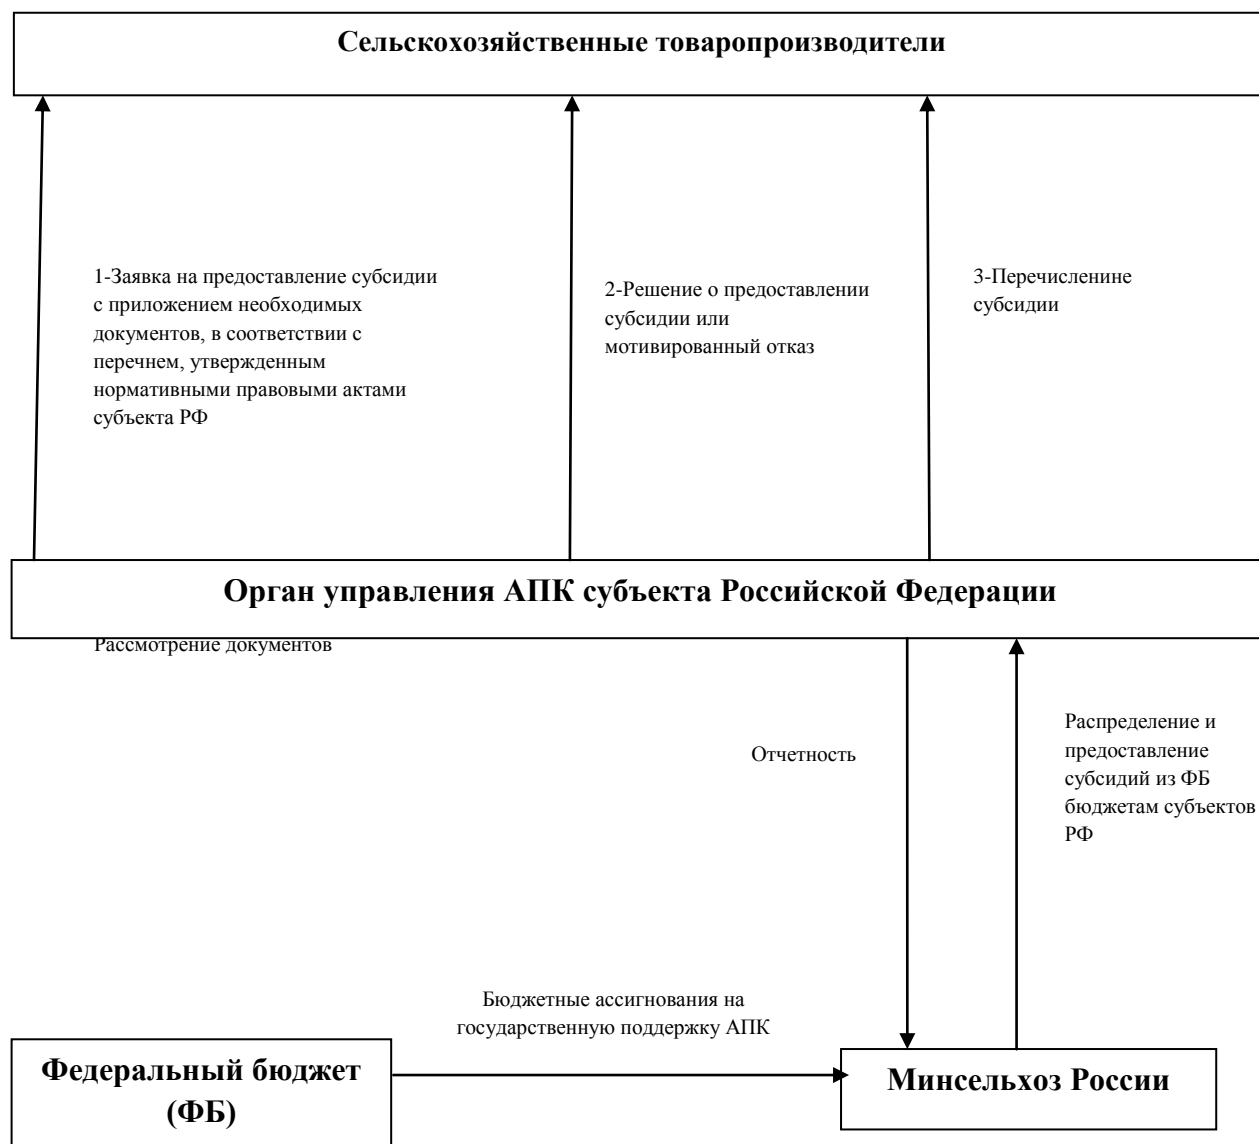 Сельскохозяйственные товаропроизводители
1-Заявка на предоставление субсидии
с приложением необходимых
документов, в соответствии с
перечнем, утвержденным
нормативными правовыми актами
субъекта РФ
2-Решение о предоставлении
субсидии или
мотивированный отказ
3-Перечисленине
субсидии
Орган управления АПК субъекта Российской Федерации
Рассмотрение документов
Отчетность
Распределение и
предоставление
субсидий из ФБ
бюджетам субъектов
РФ
Бюджетные ассигнования на
государственную поддержку АПК
Федеральный бюджет
(ФБ)
Минсельхоз России